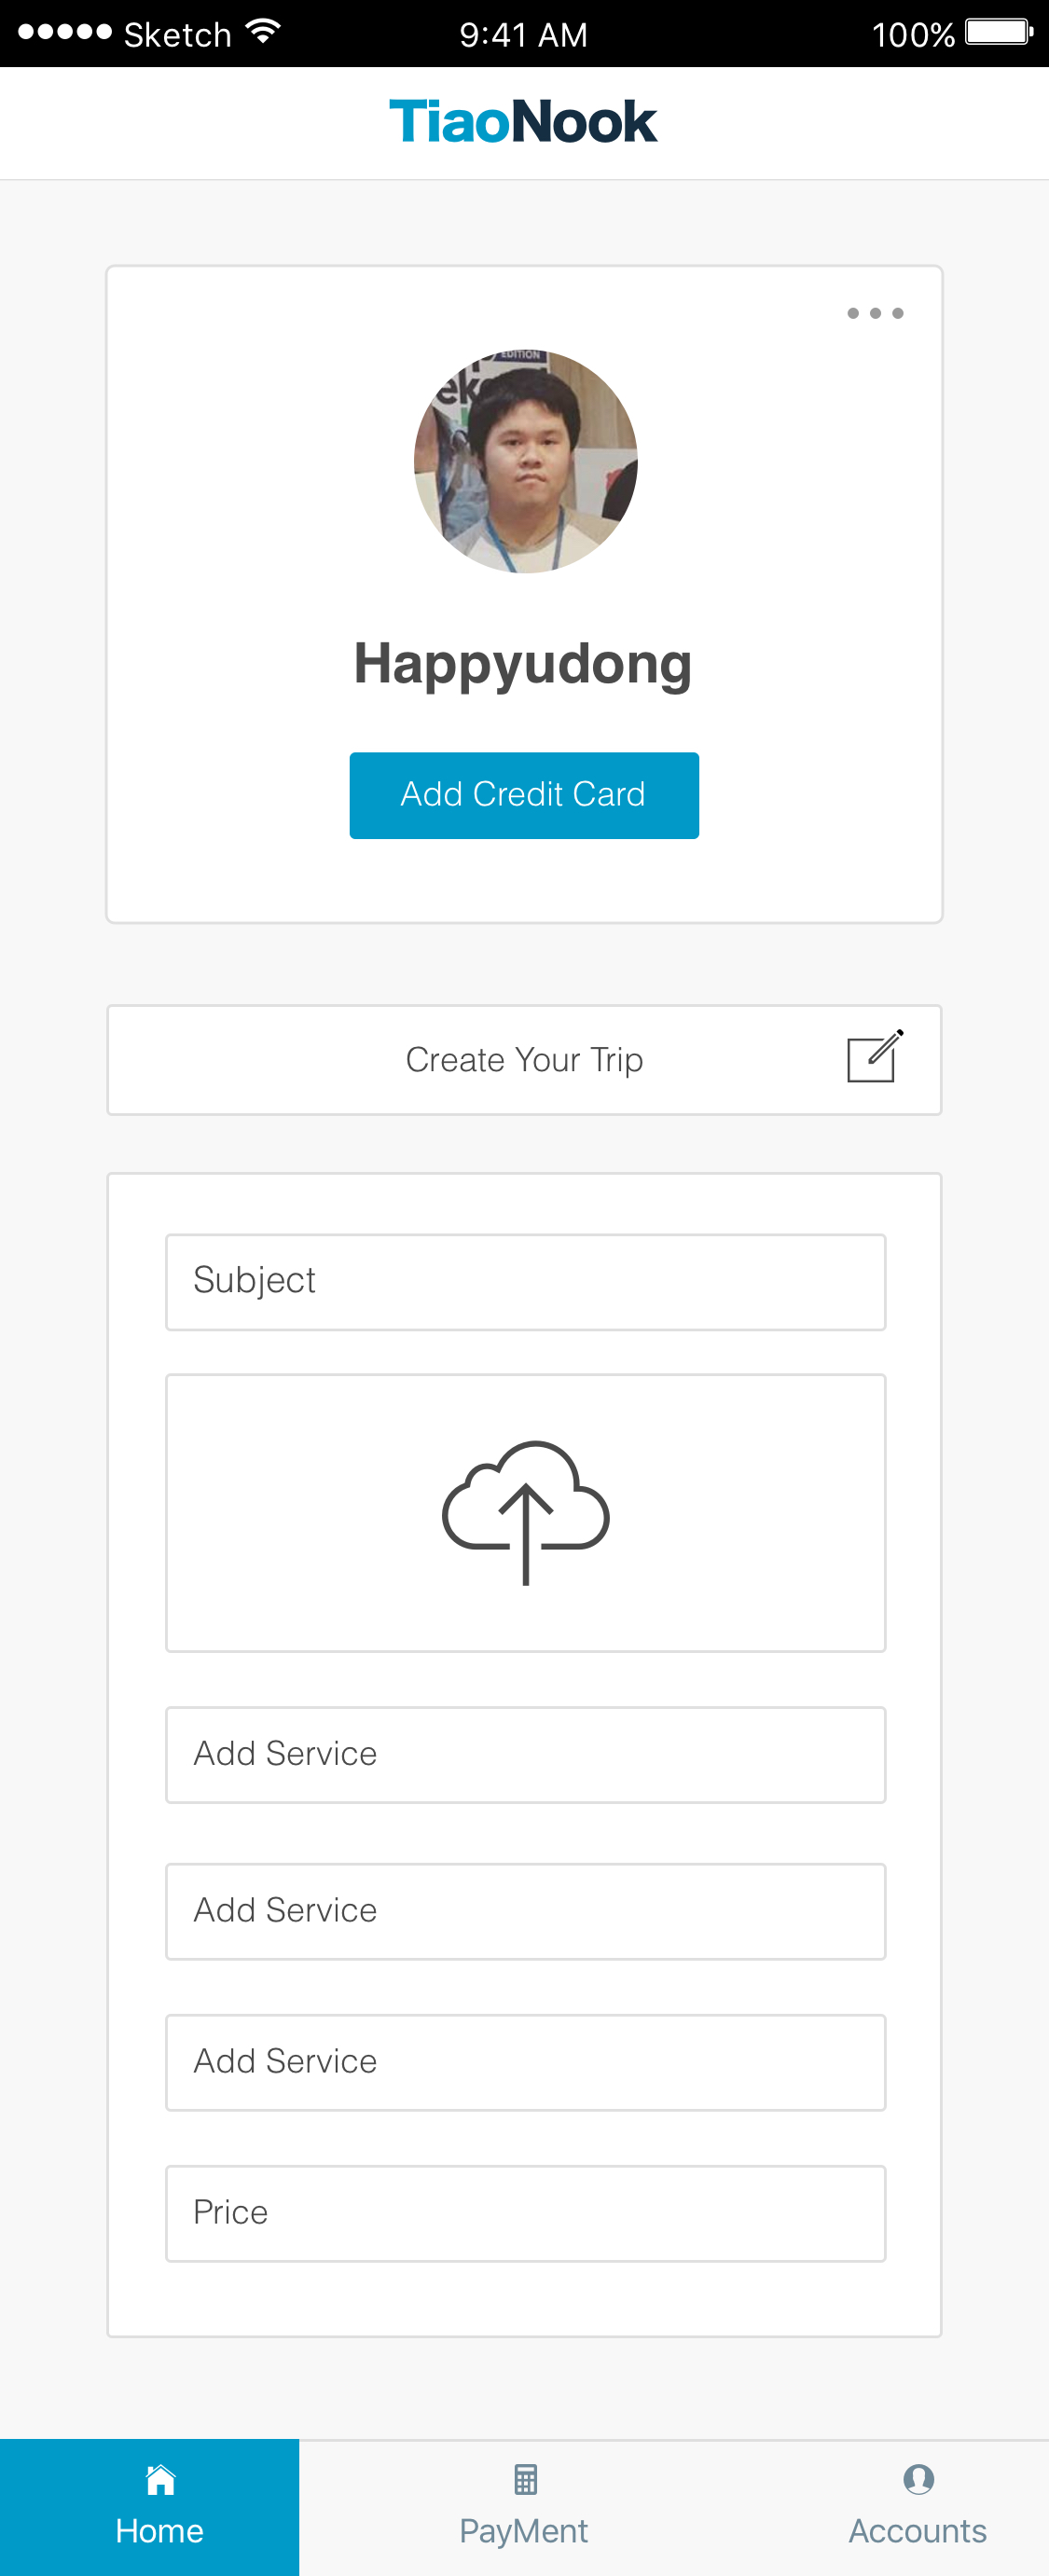 Sketch 9:41 AM 100%
TiaoNook
EDITION
Happyudong
Add Credit Card
Create Your Trip
Subject
Add Service
Add Service
Add Service
Price
Home PayMent Accounts